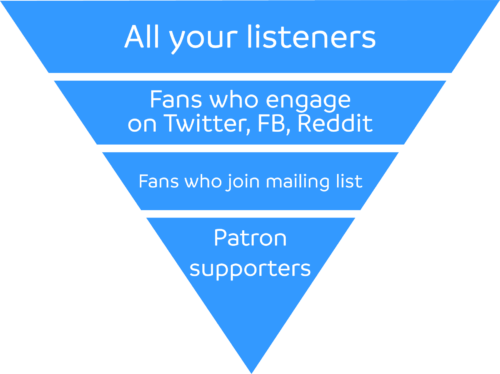 All your listeners
Fans who engage
on Twitter, FB, Reddit
Fans who join mailing list
Patron
supporters